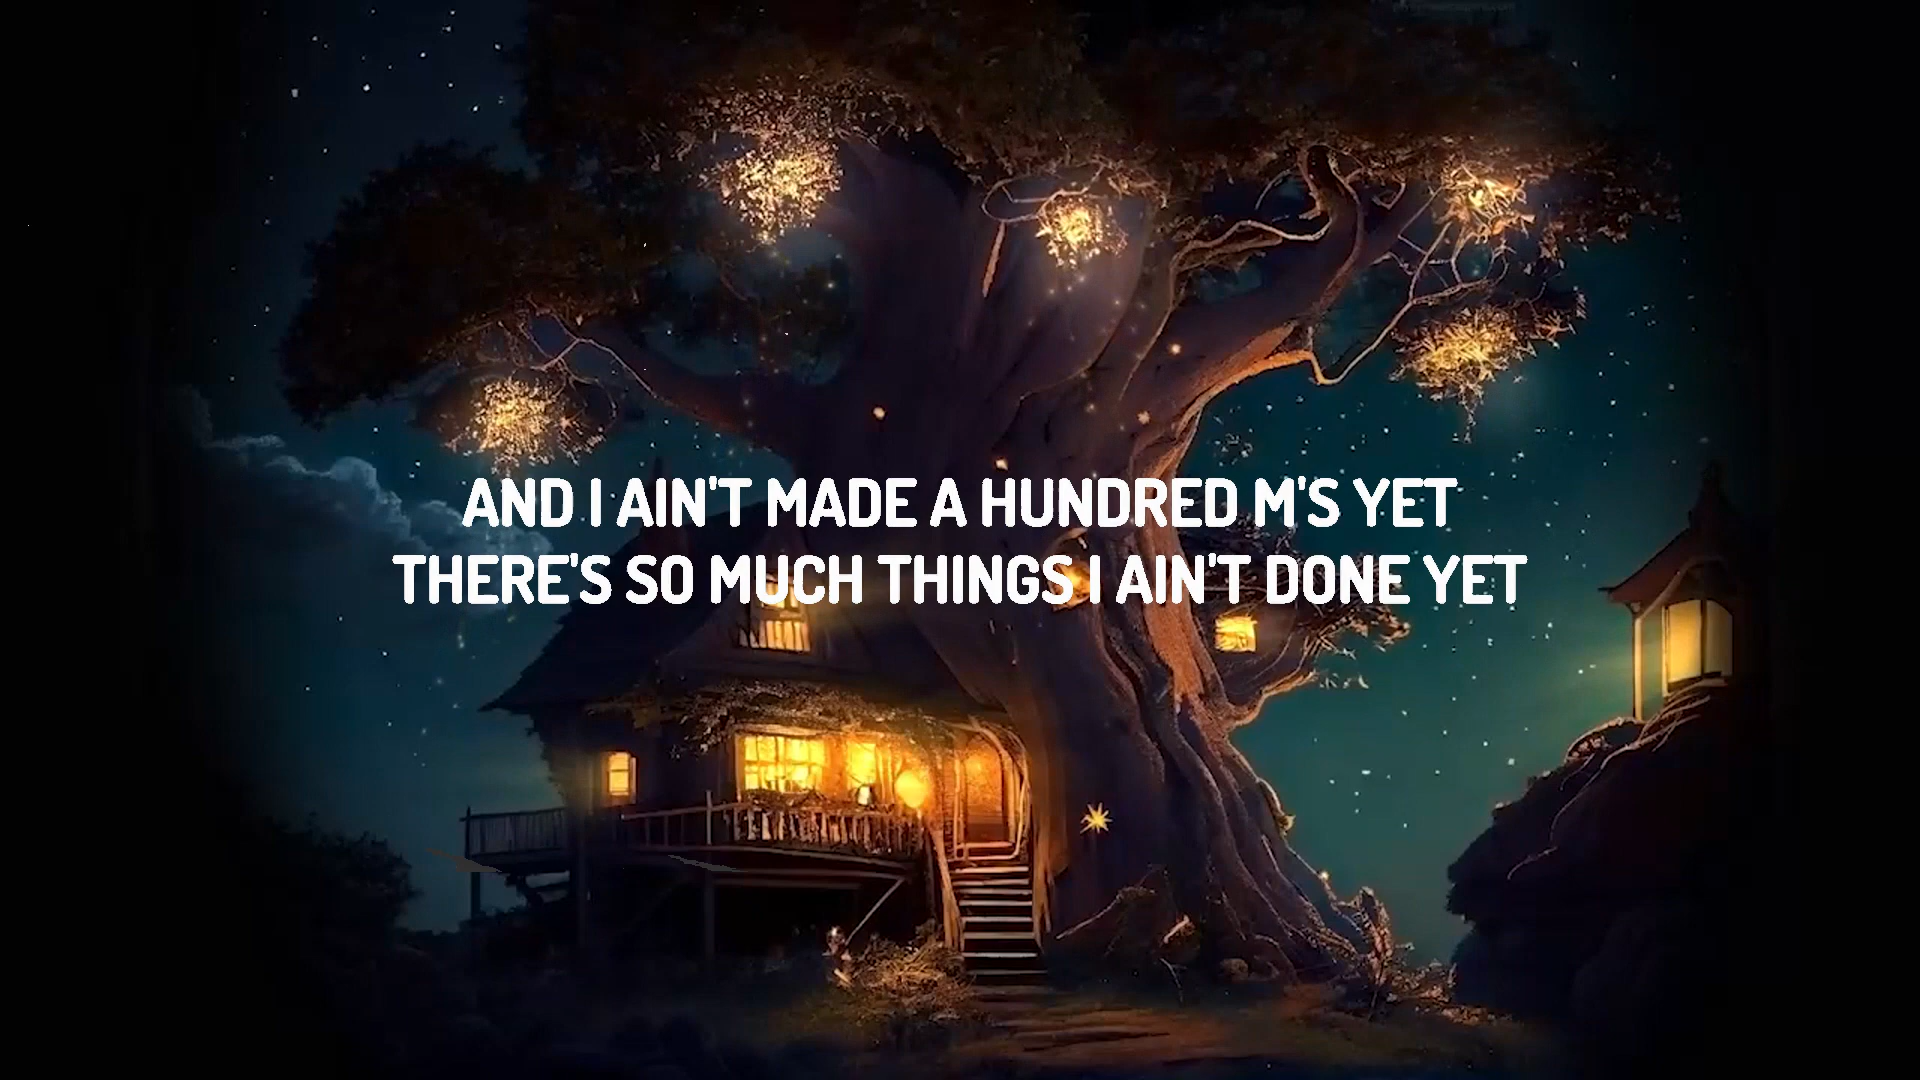 AND I AIN'T MADE A HUNDRED M'S YET
THERE'S SO MUCH THINGS I AIN'T DONE YET